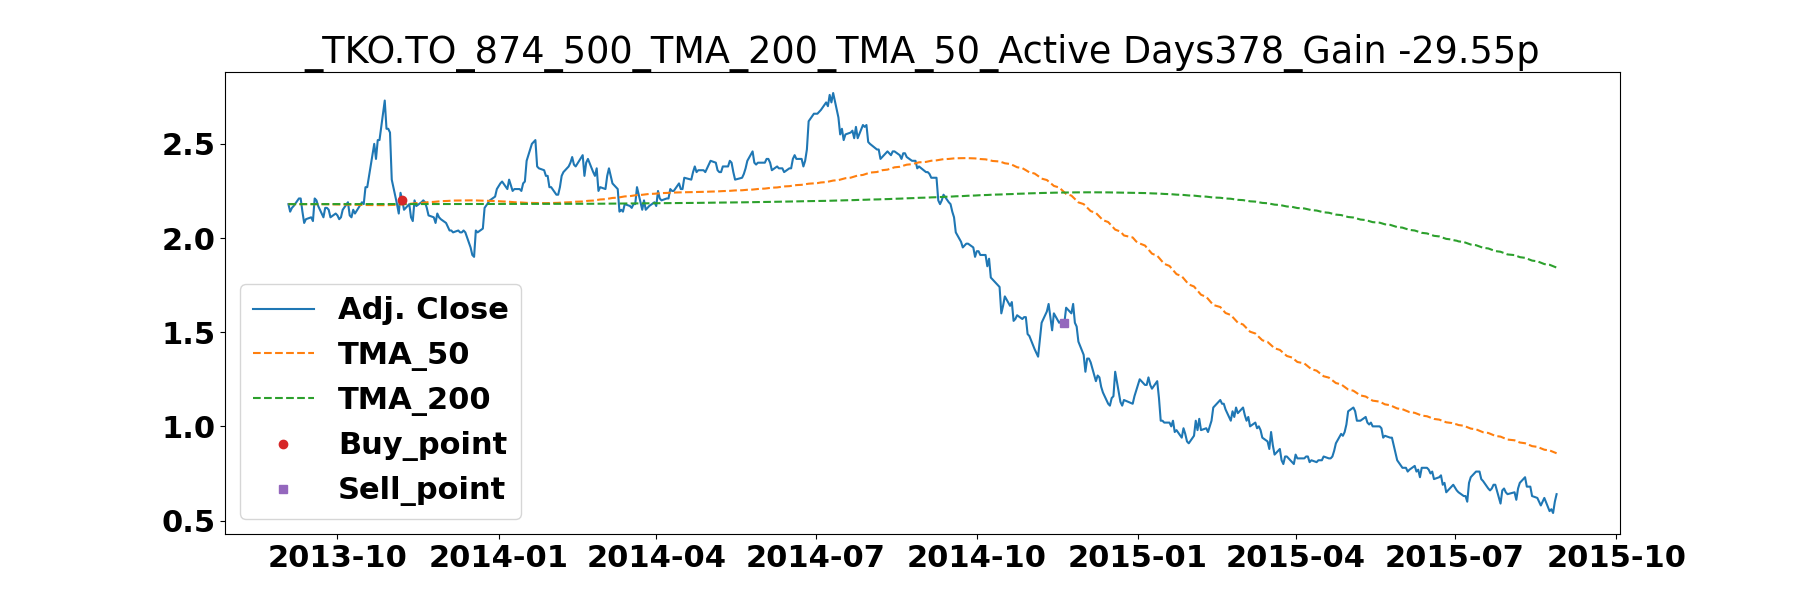 _TKO.TO_874_500_TMA_200_TMA_50_Active Days378_Gain -29.55p
2.5
2.0
1.5
1.0
0.5
Adj. Close
TMA_50
TMA_200
Buy_point
Sell_point
2013-10 2014-01 2014-04 2014-07 2014-10 2015-01 2015-04 2015-07 2015-10